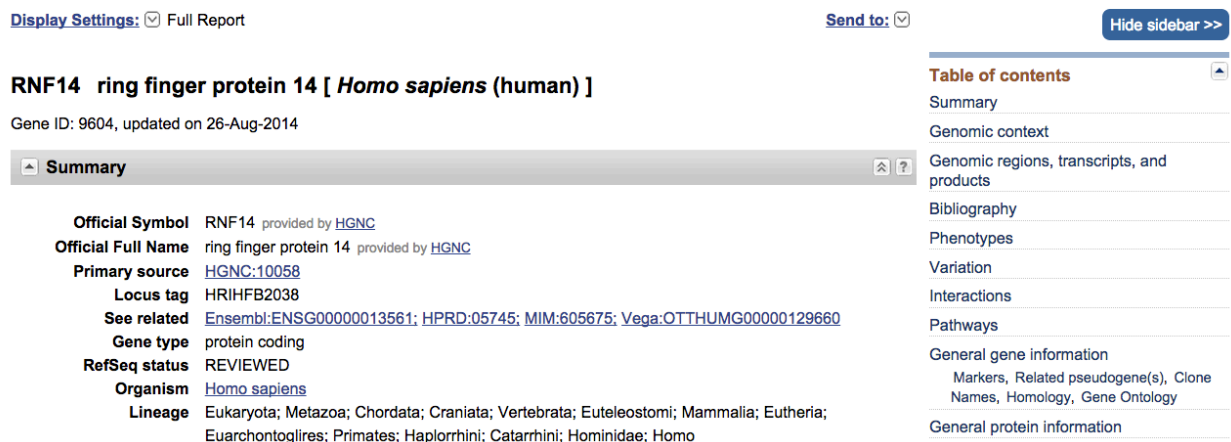 Display Settings: Full Report
Send to:
Hide sidebar >>
RNF14 ring finger protein 14 [ Homo sapiens (human) ]
Gene ID: 9604, updated on 26-Aug-2014
Summary
?
Official Symbol RNF14 provided by HGNC
Official Full Name ring finger protein 14 provided by HGNC
Primary source HGNC:10058
Locus tag HRIHFB2038
See related Ensembl:ENSG00000013561; HPRD:05745; MIM:605675; Vega:OTTHUMG00000129660
Gene type protein coding
RefSeq status REVIEWED
Organism Homo sapiens
Lineage Eukaryota; Metazoa; Chordata; Craniata; Vertebrata; Euteleostomi; Mammalia; Eutheria;
Euarchontoglires; Primates; Haplorrhini; Catarrhini; Hominidae; Homo
Table of contents
Summary
Genomic context
Genomic regions, transcripts, and
products
Bibliography
Phenotypes
Variation
Interactions
Pathways
General gene information
Markers, Related pseudogene(s), Clone
Names, Homology, Gene Ontology
General protein information